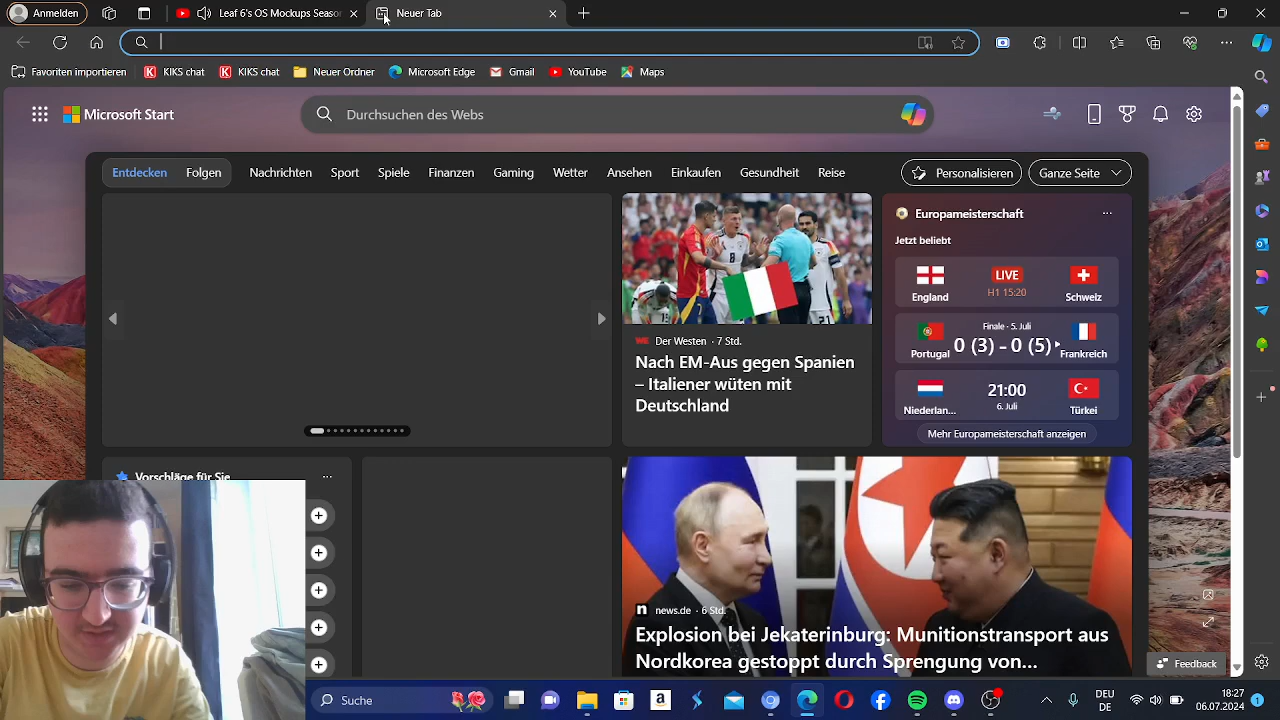 Anmelden
Leaf 6's OS Mockups Seaso
Neuer Tab
Favoriten importieren
KIKS chat
KIKS chat
Neuer Ordner
Microsoft Edge
Gmail
YouTube
Maps
Microsoft Start
Durchsuchen des Webs
Entdecken
Folgen
Nachrichten
Sport
Spiele
Finanzen
Gaming
Wetter
Ansehen
Einkaufen
Gesundheit
Reise
Personalisieren
Ganze Seite
Der Westen · 7 Std.
Nach EM-Aus gegen Spanien
– Italiener wüten mit
Deutschland
Europameisterschaft
Jetzt beliebt
England
LIVE
H1 15:20
Schweiz
Portugal
Finale · 5. Juli
0 (3) - 0 (5)
Frankreich
Niederlan...
21:00
6. Juli
Türkei
Mehr Europameisterschaft anzeigen
Vorschläge für Sie
n news.de · 6 Std.
Explosion bei Jekaterinburg: Munitionstransport aus
Nordkorea gestoppt durch Sprengung von...
Feedback
Suche
DEU
DE
18:27
06.07.2024